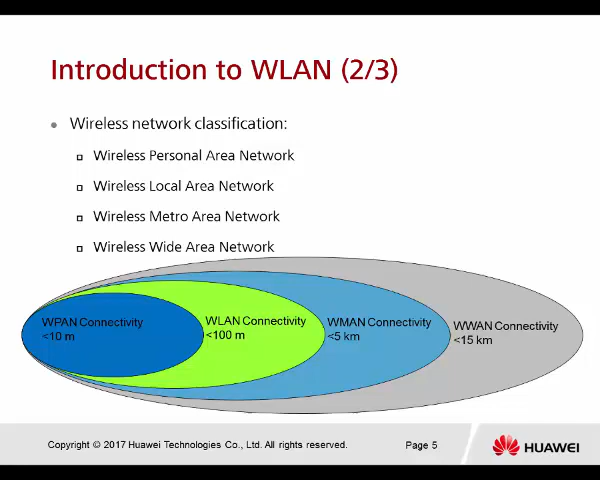 Introduction to WLAN (2/3)
Wireless network classification:
Wireless Personal Area Network
Wireless Local Area Network
Wireless Metro Area Network
Wireless Wide Area Network
WPAN Connectivity
<10 m
WLAN Connectivity
<100 m
WMAN Connectivity
<5 km
WWAN Connectivity
<15 km
Copyright © 2017 Huawei Technologies Co., Ltd. All rights reserved.
Page 5
HUAWEI